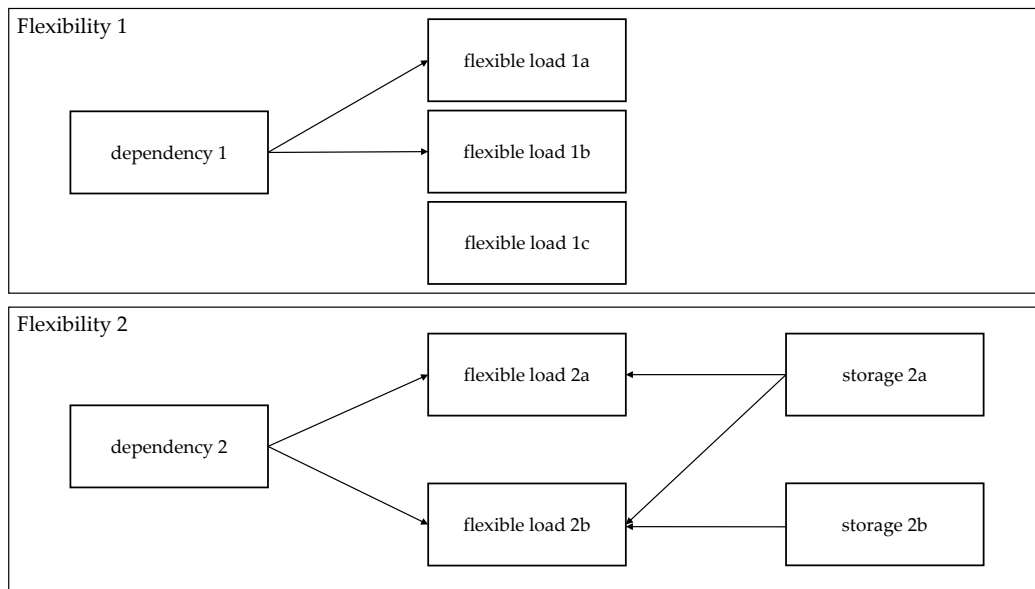 Flexibility 1
flexible load 1a
dependency 1
flexible load 1b
flexible load 1c
Flexibility 2
flexible load 2a
storage 2a
dependency 2
flexible load 2b
storage 2b